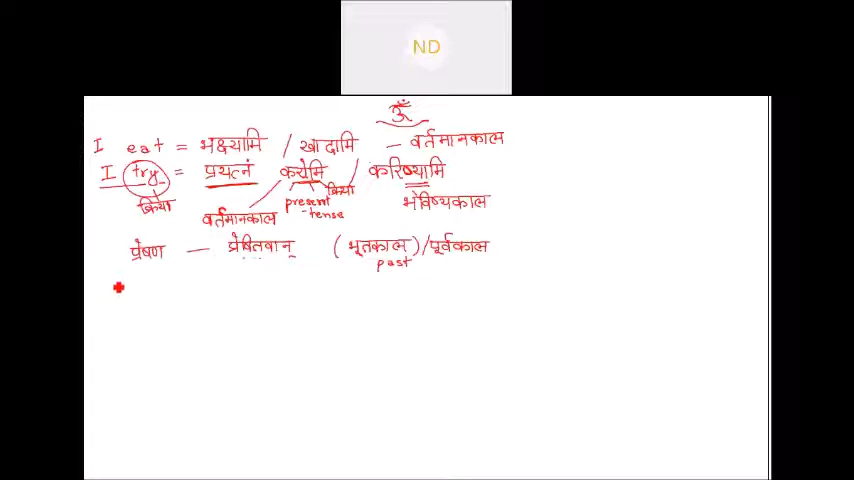 ND
ॐ
I eat = भक्ष्यामि / खादामि – वर्तमानकाल
I try = प्रयत्नं करोमि / करिष्यामि
क्रिया वर्तमानकाल present tense क्रिया भविष्यकाल
प्रेषण — प्रेषितवान् (भूतकाल) / पूर्वकाल
past